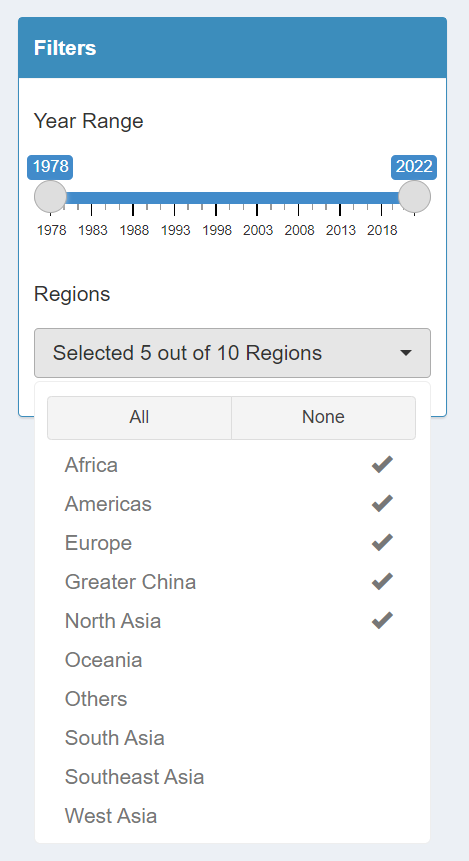 Filters
Year Range
1978 2022
1978 1983 1988 1993 1998 2003 2008 2013 2018
Regions
Selected 5 out of 10 Regions
All None
Africa
Americas
Europe
Greater China
North Asia
Oceania
Others
South Asia
Southeast Asia
West Asia